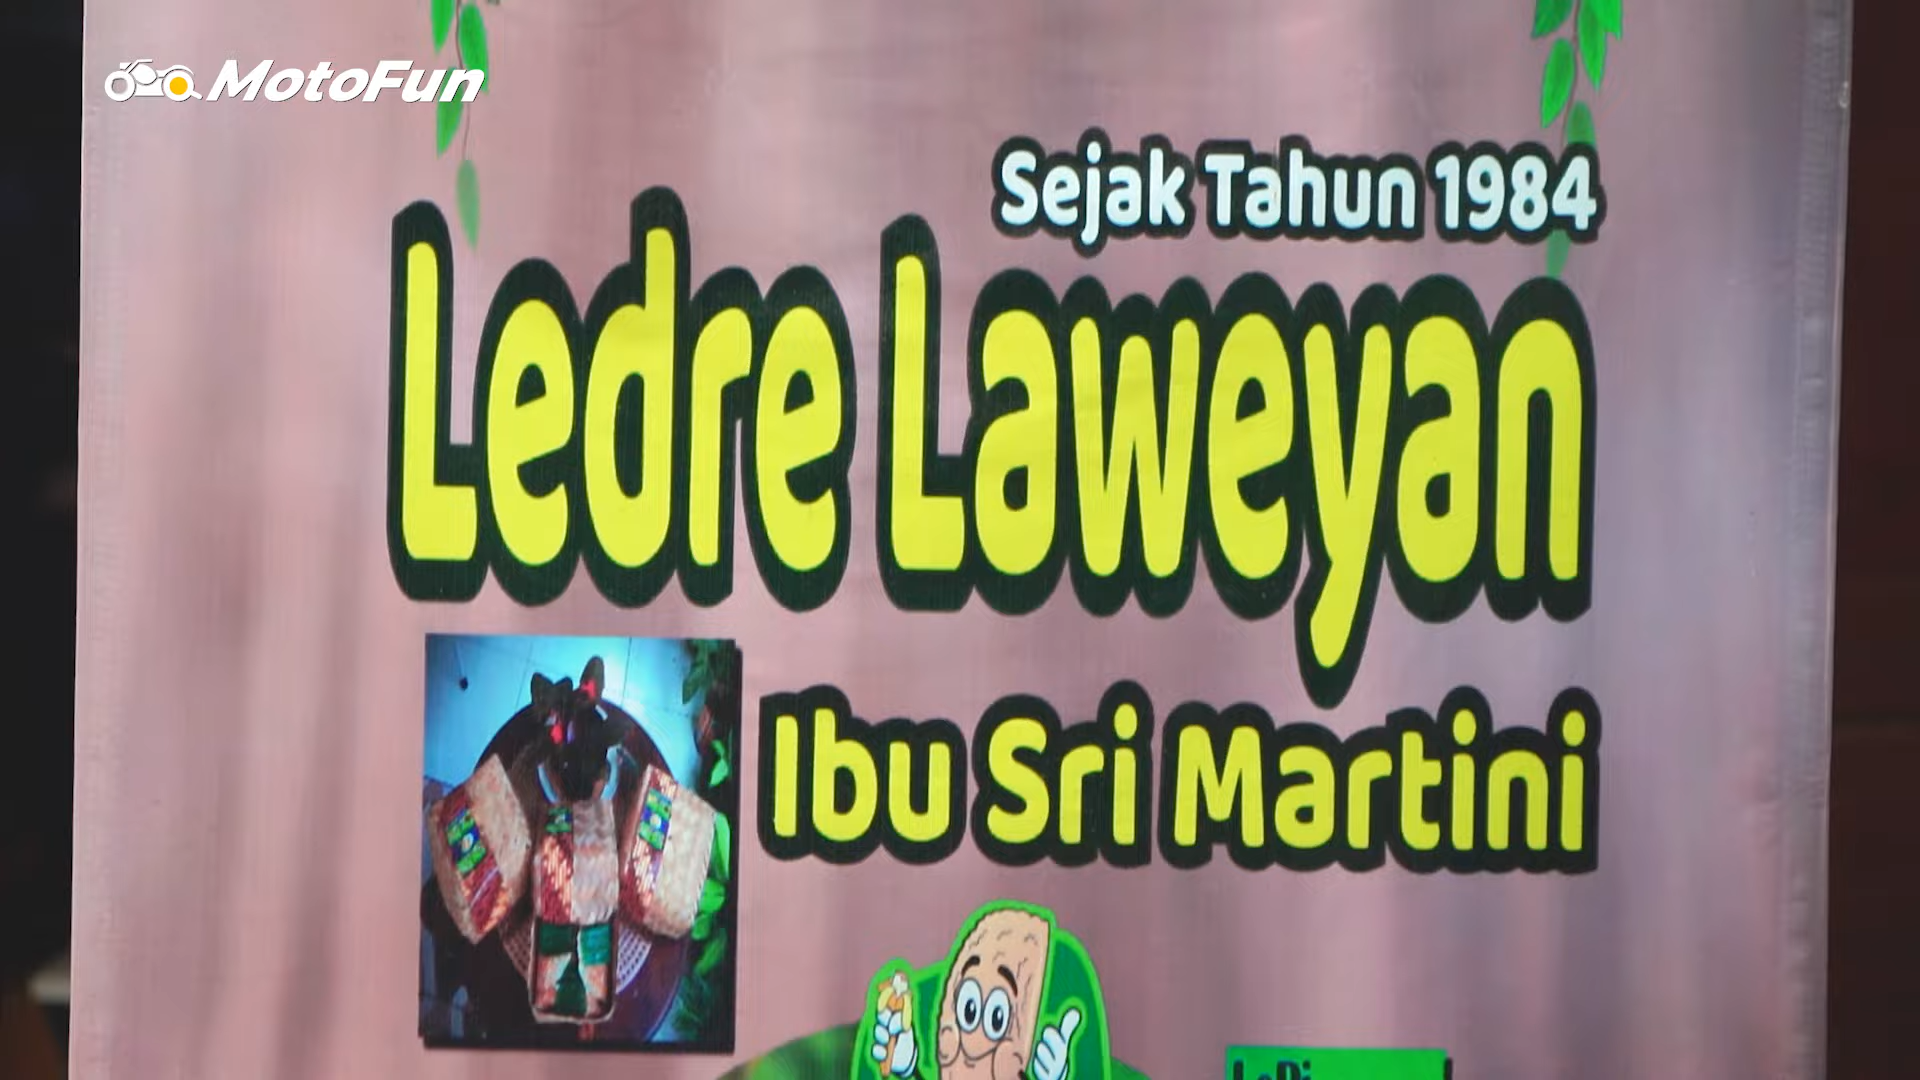 MotoFun
Sejak Tahun 1984
Ledre Laweyan
Ibu Sri Martini